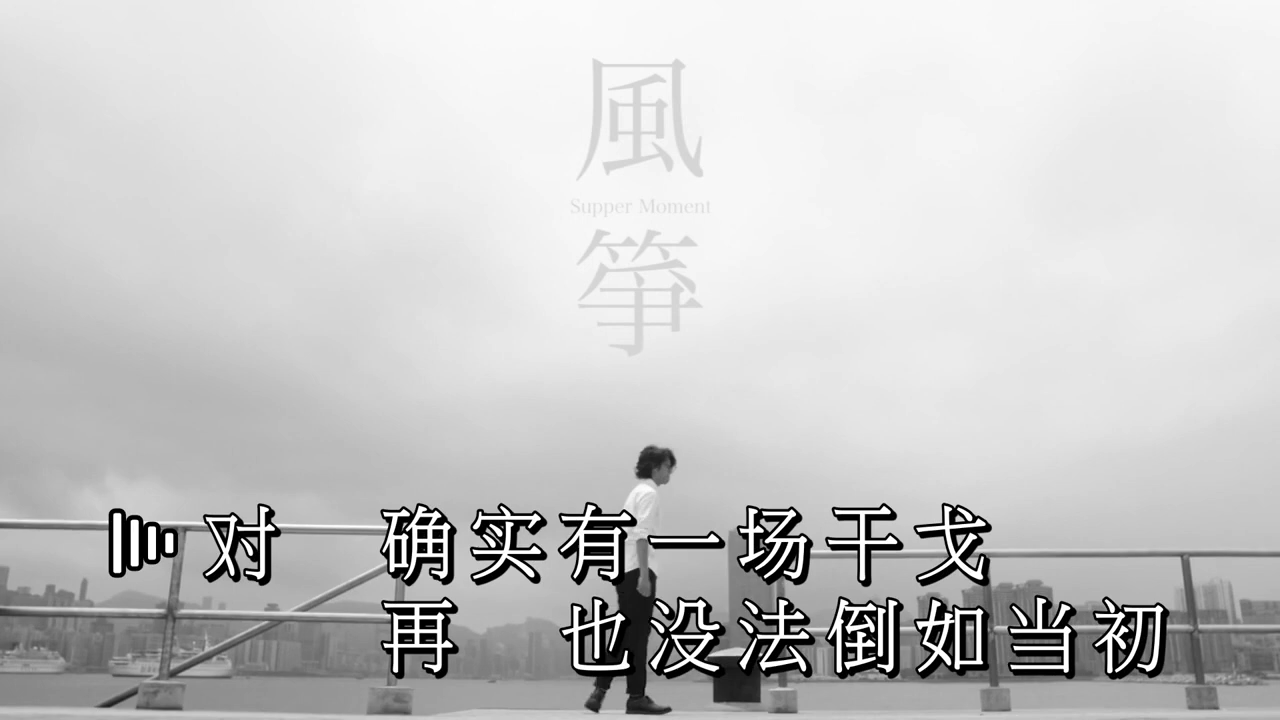 風
Supper Moment
箏
对 确实有一场干戈
再 也没法倒如当初